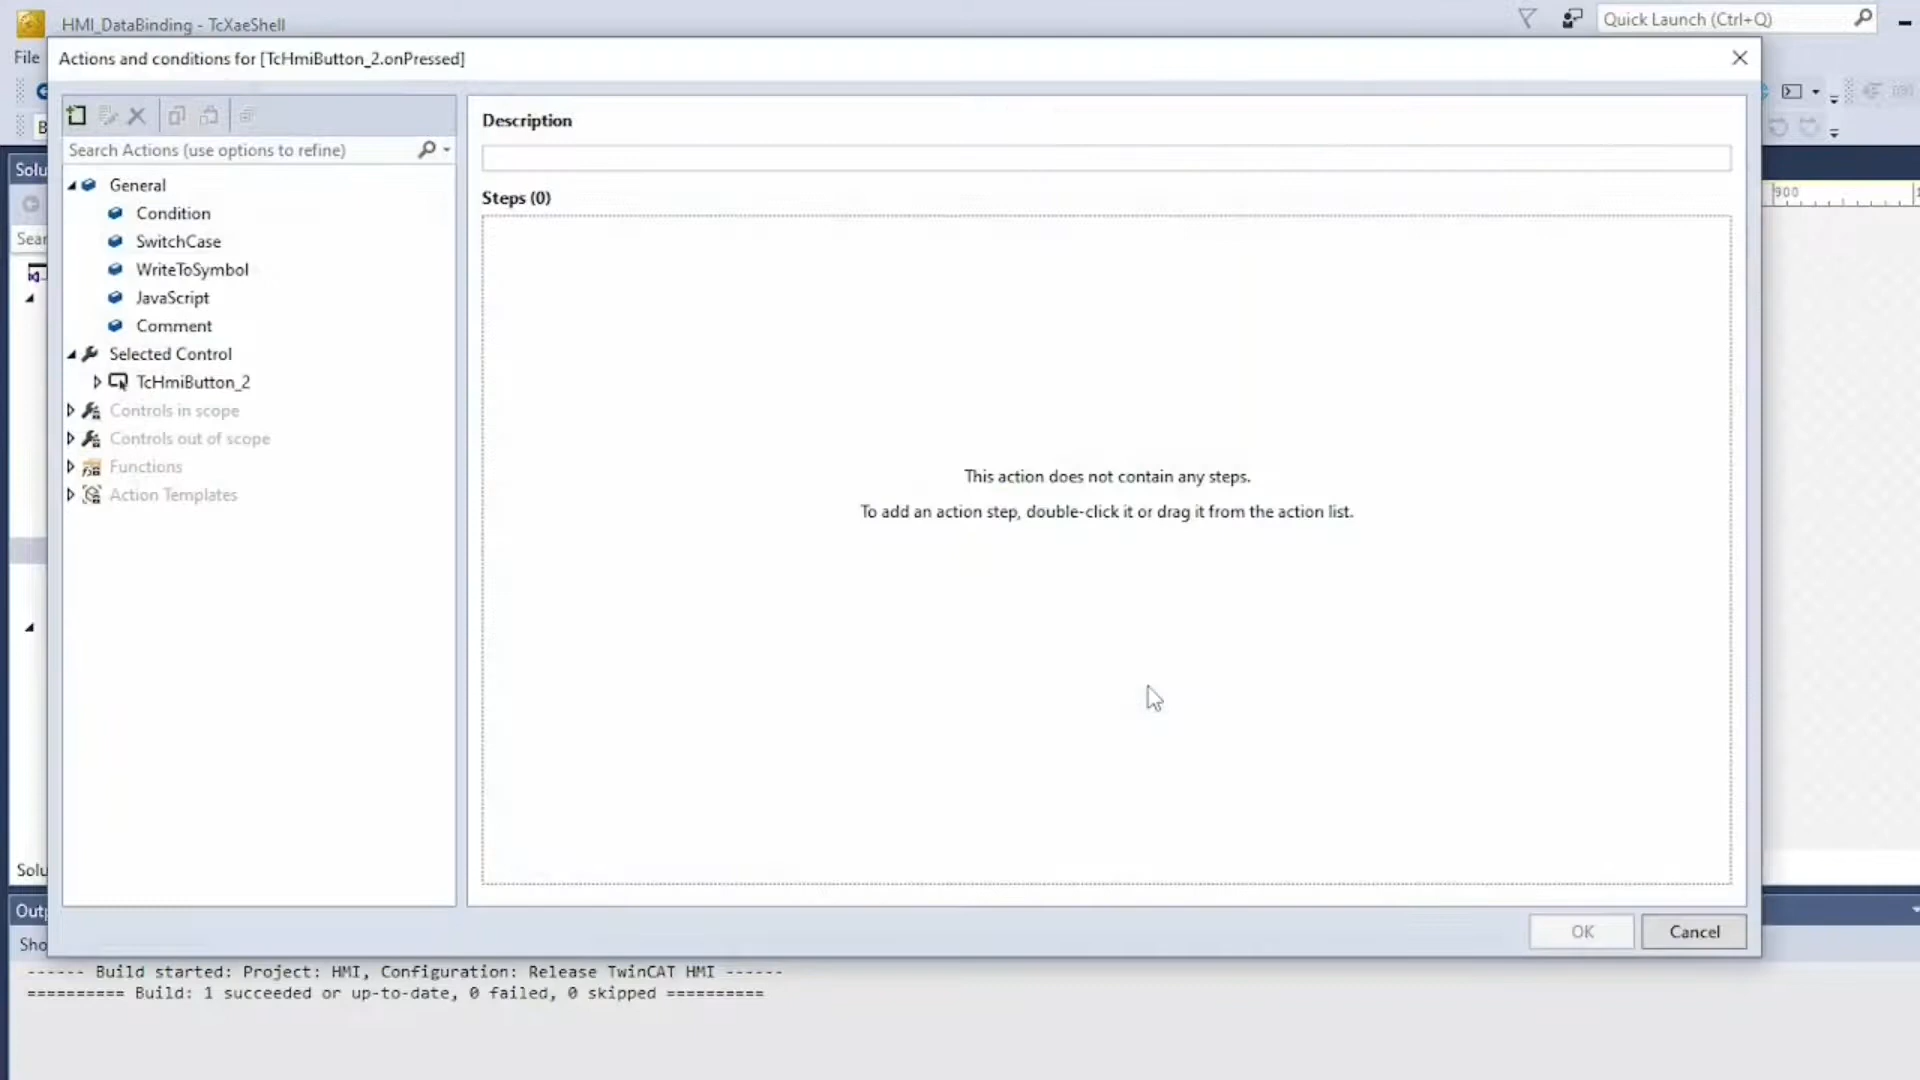 HMI_DataBinding - TcXaeShell
Quick Launch (Ctrl+Q)
File
Actions and conditions for [TcHmiButton_2.onPressed]
B
Search Actions (use options to refine)
General
Condition
SwitchCase
WriteToSymbol
JavaScript
Comment
Selected Control
TcHmiButton_2
Controls in scope
Controls out of scope
Functions
Action Templates
Description
Steps (0)
This action does not contain any steps.
To add an action step, double-click it or drag it from the action list.
OK
Cancel
Solu
Sear
900
Solu
Outp
Sho
------ Build started: Project: HMI, Configuration: Release TwinCAT HMI ------
========== Build: 1 succeeded or up-to-date, 0 failed, 0 skipped ==========